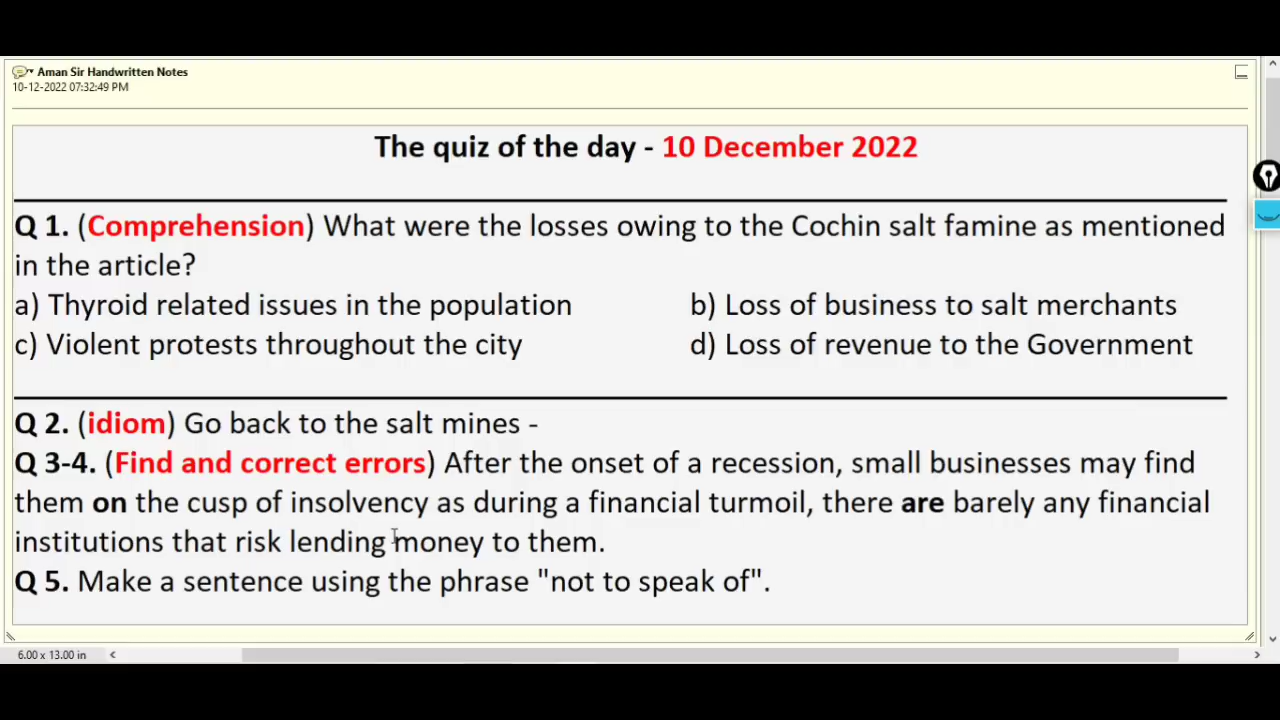 Aman Sir Handwritten Notes
10-12-2022 07:32:49 PM
The quiz of the day - 10 December 2022
Q 1. (Comprehension) What were the losses owing to the Cochin salt famine as mentioned
in the article?
a) Thyroid related issues in the population b) Loss of business to salt merchants
c) Violent protests throughout the city d) Loss of revenue to the Government
Q 2. (idiom) Go back to the salt mines -
Q 3-4. (Find and correct errors) After the onset of a recession, small businesses may find
them on the cusp of insolvency as during a financial turmoil, there are barely any financial
institutions that risk lending money to them.
Q 5. Make a sentence using the phrase "not to speak of".
6.00 x 13.00 in